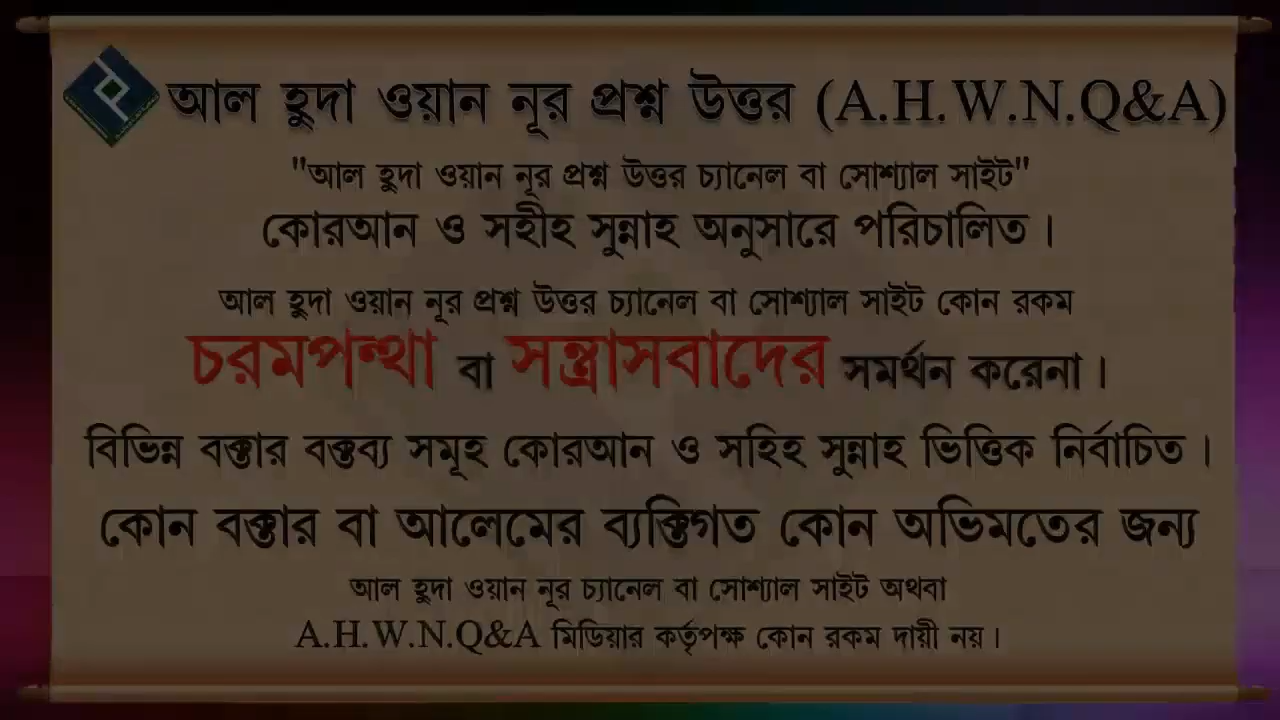 আল হুদা ওয়ান নূর প্রশ্ন উত্তর (A.H.W.N.Q&A)
"আল হুদা ওয়ান নূর প্রশ্ন উত্তর চ্যানেল বা সোশ্যাল সাইট"
কোরআন ও সহীহ সুন্নাহ অনুসারে পরিচালিত ।
আল হুদা ওয়ান নূর প্রশ্ন উত্তর চ্যানেল বা সোশ্যাল সাইট কোন রকম
চরমপন্থা বা সন্ত্রাসবাদের সমর্থন করেনা ।
বিভিন্ন বক্তার বক্তব্য সমূহ কোরআন ও সহিহ সুন্নাহ ভিত্তিক নির্বাচিত ।
কোন বক্তার বা আলেমের ব্যক্তিগত কোন অভিমতের জন্য
আল হুদা ওয়ান নূর চ্যানেল বা সোশ্যাল সাইট অথবা
A.H.W.N.Q&A মিডিয়ার কর্তৃপক্ষ কোন রকম দায়ী নয় ।